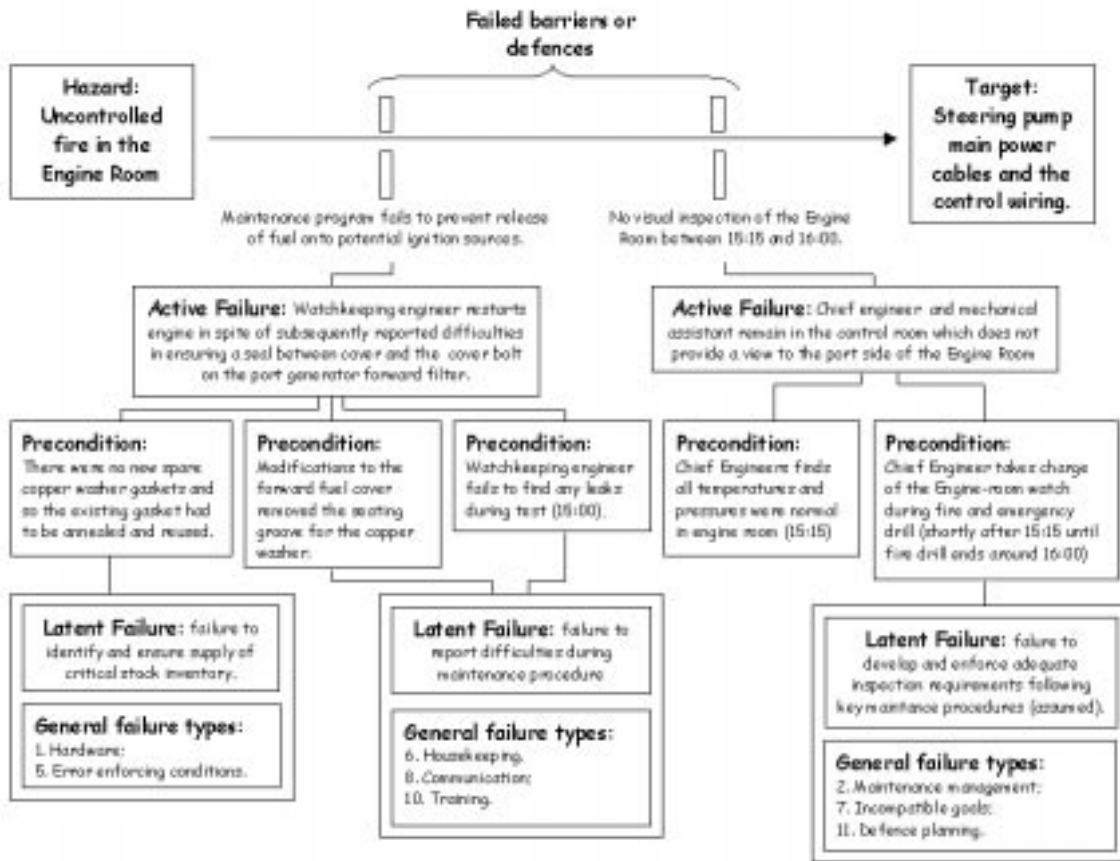 Failed barriers or
defences
Hazard:
Uncontrolled
fire in the
Engine Room
Target:
Steering pump
main power
cables and the
control wiring.
Maintenance program fails to prevent release
of fuel onto potential ignition sources.
No visual inspection of the Engine
Room between 15:15 and 16:00.
Active Failure: Watchkeeping engineer restarts
engine in spite of subsequently reported difficulties
in ensuring a seal between cover and the cover bolt
on the port generator forward filter.
Active Failure: Chief engineer and mechanical
assistant remain in the control room which does not
provide a view to the port side of the Engine Room
Precondition:
There were no new spare
copper washer gaskets and
so the existing gasket had
to be annealed and reused.
Precondition:
Modifications to the
forward fuel cover
removed the seating
groove for the copper
washer.
Precondition:
Watchkeeping engineer
fails to find any leaks
during test (15:00).
Precondition:
Chief Engineers finds
all temperatures and
pressures were normal
in engine room (15:15)
Precondition:
Chief Engineer takes charge
of the Engine-room watch
during fire and emergency
drill (shortly after 15:15 until
fire drill ends around 16:00)
Latent Failure: failure to
identify and ensure supply of
critical stock inventory.
General failure types:
1. Hardware;
5. Error enforcing conditions.
Latent Failure: failure to
report difficulties during
maintenance procedure
General failure types:
6. Housekeeping.
8. Communication;
10. Training.
Latent Failure: failure to
develop and enforce adequate
inspection requirements following
key maintance procedures (assumed).
General failure types:
2. Maintenance management;
7. Incompatible goals;
11. Defence planning.